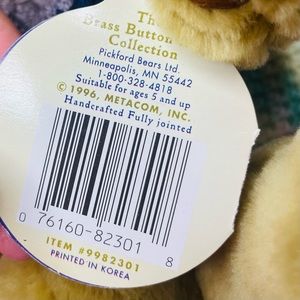 The
Brass Button
Collection
Pickford Bears Ltd.
Minneapolis, MN 55442
1-800-328-4818
Suitable for ages 5 and up
©1996, METACOM, INC.
Handcrafted Fully jointed
0 76160-82301 8
ITEM #9982301
PRINTED IN KOREA